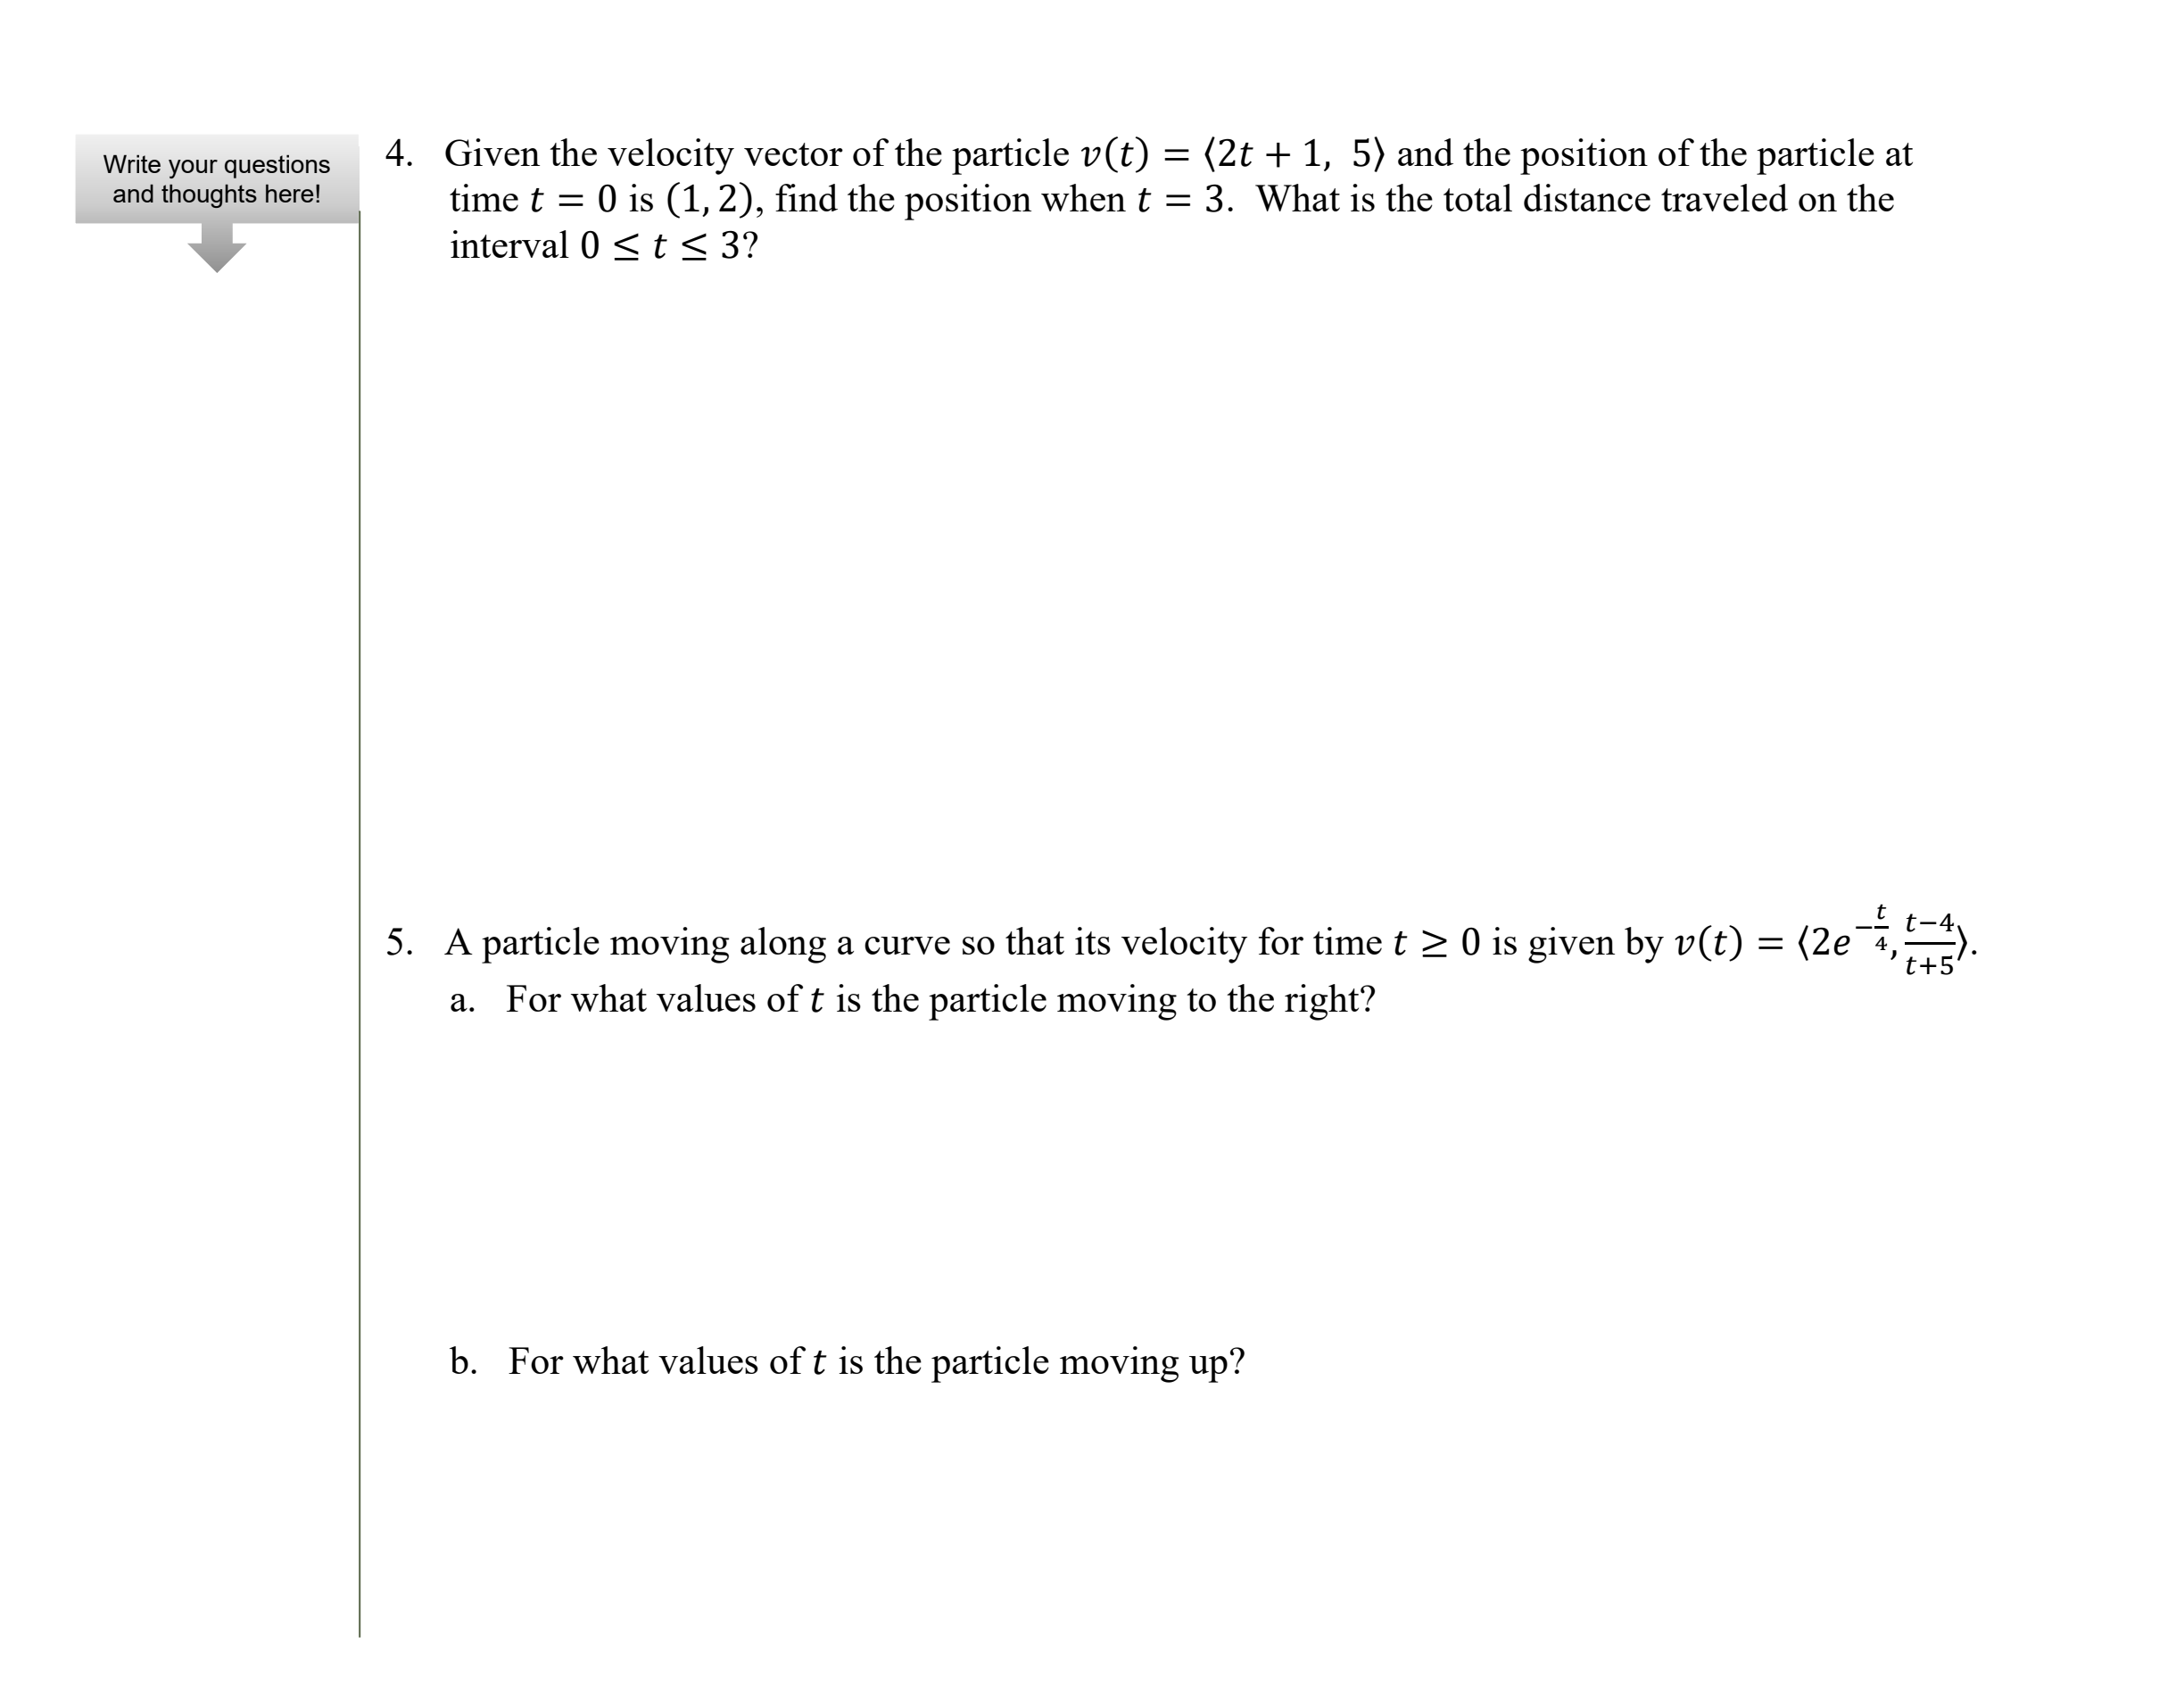 Write your questions
and thoughts here!
4. Given the velocity vector of the particle v(t) = ⟨2t + 1, 5⟩ and the position of the particle at
time t = 0 is (1, 2), find the position when t = 3. What is the total distance traveled on the
interval 0 ≤ t ≤ 3?
5. A particle moving along a curve so that its velocity for time t ≥ 0 is given by v(t) = ⟨2e^{-\frac{t}{4}}, \frac{t-4}{t+5}⟩.
a. For what values of t is the particle moving to the right?
b. For what values of t is the particle moving up?